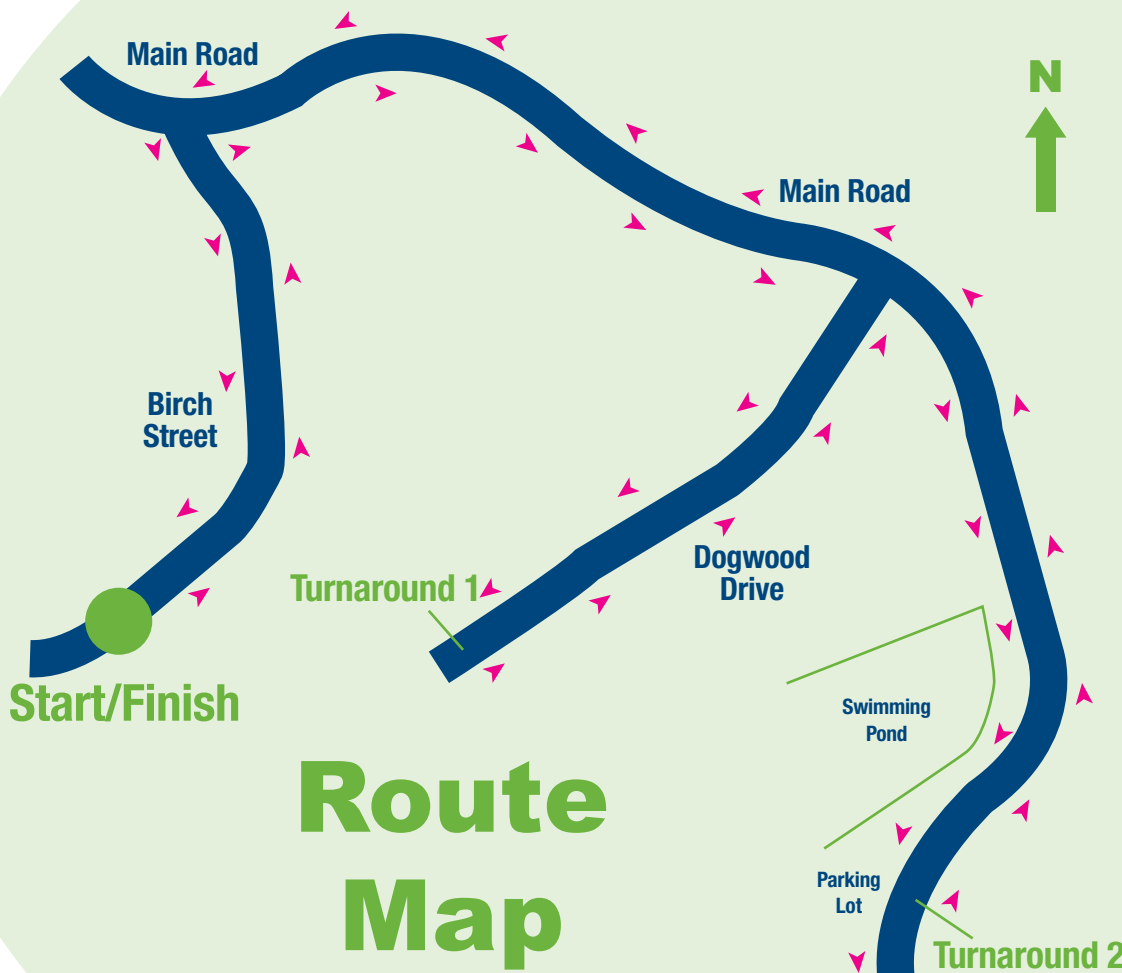 Main Road
N
Main Road
Birch
Street
Dogwood
Drive
Turnaround 1
Start/Finish
Swimming
Pond
Route
Map
Parking
Lot
Turnaround 2